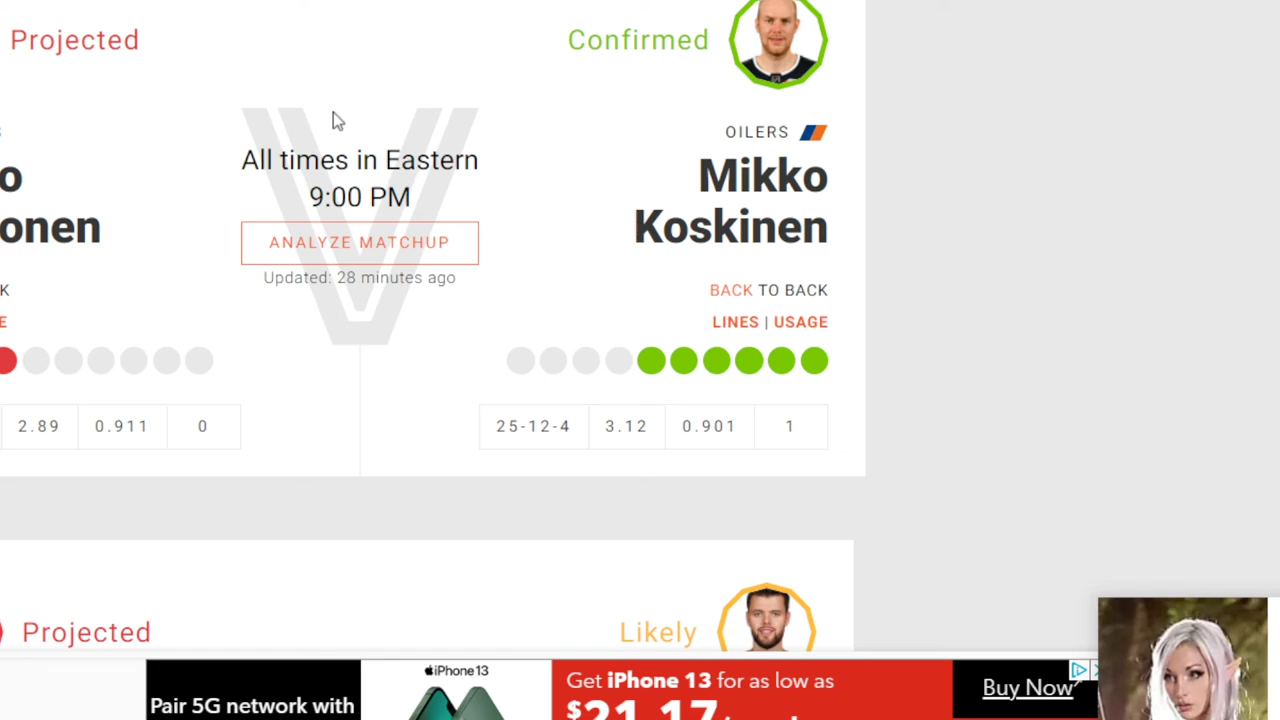 Projected
Confirmed
OILERS
All times in Eastern
9:00 PM
ANALYZE MATCHUP
Updated: 28 minutes ago
o
onen
Mikko
Koskinen
K
BACK TO BACK
LINES | USAGE
2.89 0.911 0
25-12-4 3.12 0.901 1
Projected
Likely
Pair 5G network with
iPhone 13
Get iPhone 13 for as low as
$21.17
Buy Now